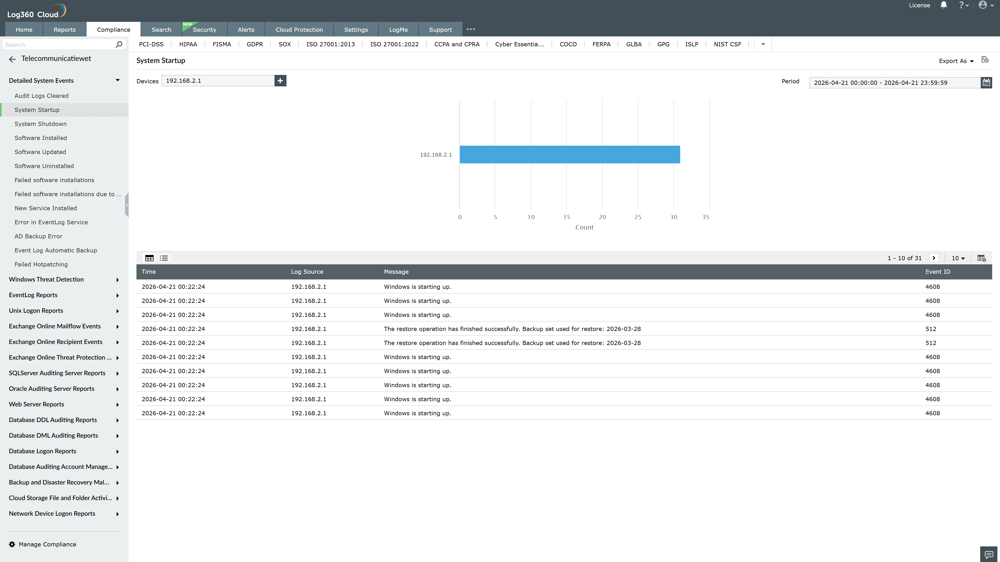 License
?
Log360 Cloud
Home
Reports
Compliance
Search
NEW
Security
Alerts
Cloud Protection
Settings
LogMe
Support
Search
PCI-DSS
HIPAA
FISMA
GDPR
SOX
ISO 27001:2013
ISO 27001:2022
CCPA and CPRA
Cyber Essentia...
COCO
FERPA
GLBA
GPG
ISLP
NIST CSF
Telecommunicatiewet
Detailed System Events
Audit Logs Cleared
System Startup
System Shutdown
Software Installed
Software Updated
Software Uninstalled
Failed software installations
Failed software installations due to ...
New Service Installed
Error in EventLog Service
AD Backup Error
Event Log Automatic Backup
Failed Hotpatching
Windows Threat Detection
EventLog Reports
Unix Logon Reports
Exchange Online Mailflow Events
Exchange Online Recipient Events
Exchange Online Threat Protection ...
SQLServer Auditing Server Reports
Oracle Auditing Server Reports
Web Server Reports
Database DDL Auditing Reports
Database DML Auditing Reports
Database Logon Reports
Database Auditing Account Manage...
Backup and Disaster Recovery Mal...
Cloud Storage File and Folder Activi...
Network Device Logon Reports
Manage Compliance
System Startup
Export As
Devices 192.168.2.1 +
Period 2026-04-21 00:00:00 - 2026-04-21 23:59:59
192.168.2.1
0 5 10 15 20 25 30 35
Count
1 - 10 of 31 10
Time Log Source Message Event ID
2026-04-21 00:22:24 192.168.2.1 Windows is starting up. 4608
2026-04-21 00:22:24 192.168.2.1 Windows is starting up. 4608
2026-04-21 00:22:24 192.168.2.1 Windows is starting up. 4608
2026-04-21 00:22:24 192.168.2.1 The restore operation has finished successfully. Backup set used for restore: 2026-03-28 512
2026-04-21 00:22:24 192.168.2.1 The restore operation has finished successfully. Backup set used for restore: 2026-03-28 512
2026-04-21 00:22:24 192.168.2.1 Windows is starting up. 4608
2026-04-21 00:22:24 192.168.2.1 Windows is starting up. 4608
2026-04-21 00:22:24 192.168.2.1 Windows is starting up. 4608
2026-04-21 00:22:24 192.168.2.1 Windows is starting up. 4608
2026-04-21 00:22:24 192.168.2.1 Windows is starting up. 4608